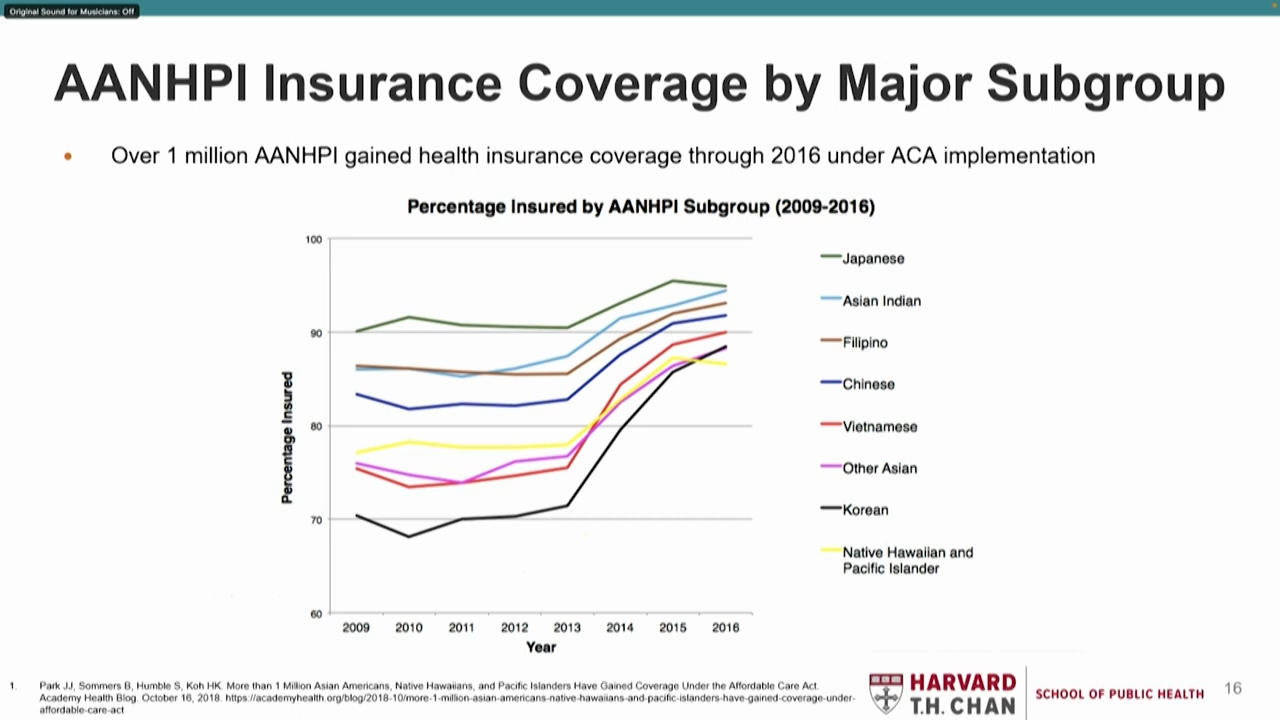 Original Sound for Musicians: Off
AANHPI Insurance Coverage by Major Subgroup
• Over 1 million AANHPI gained health insurance coverage through 2016 under ACA implementation
Percentage Insured by AANHPI Subgroup (2009-2016)
100
90
80
70
60
Percentage Insured
2009 2010 2011 2012 2013 2014 2015 2016
Year
Japanese
Asian Indian
Filipino
Chinese
Vietnamese
Other Asian
Korean
Native Hawaiian and
Pacific Islander
1. Park JJ, Sommers B, Humble S, Koh HK. More than 1 Million Asian Americans, Native Hawaiians, and Pacific Islanders Have Gained Coverage Under the Affordable Care Act.
Academy Health Blog. October 16, 2018. https://academyhealth.org/blog/2018-10/more-1-million-asian-americans-native-hawaiians-and-pacific-islanders-have-gained-coverage-under-
affordable-care-act
HARVARD
T.H. CHAN
SCHOOL OF PUBLIC HEALTH
16